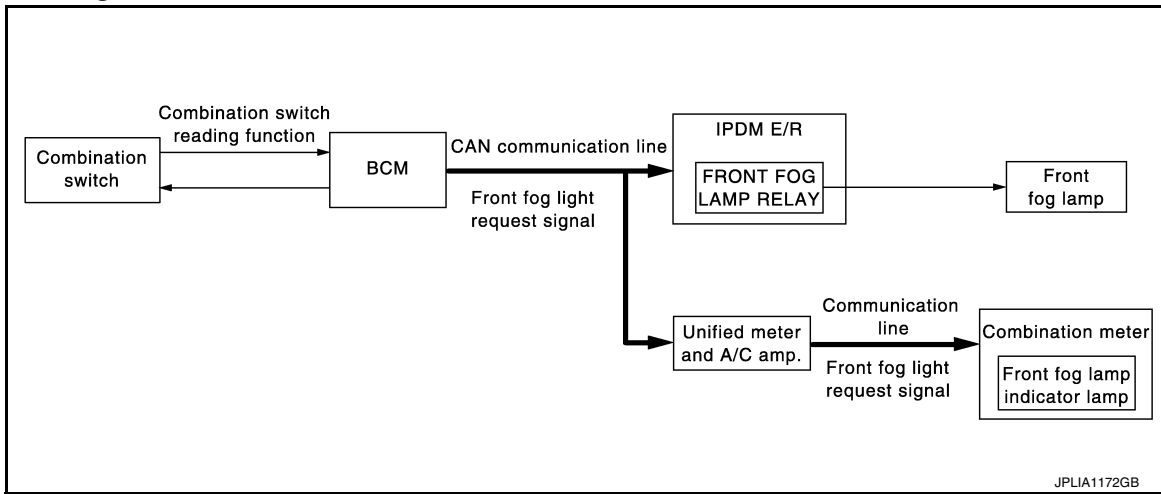 Combination switch
reading function
Combination
switch
BCM
CAN communication line
Front fog light
request signal
IPDM E/R
FRONT FOG
LAMP RELAY
Front
fog lamp
Unified meter
and A/C amp.
Communication
line
Front fog light
request signal
Combination meter
Front fog lamp
indicator lamp
JPLIA1172GB